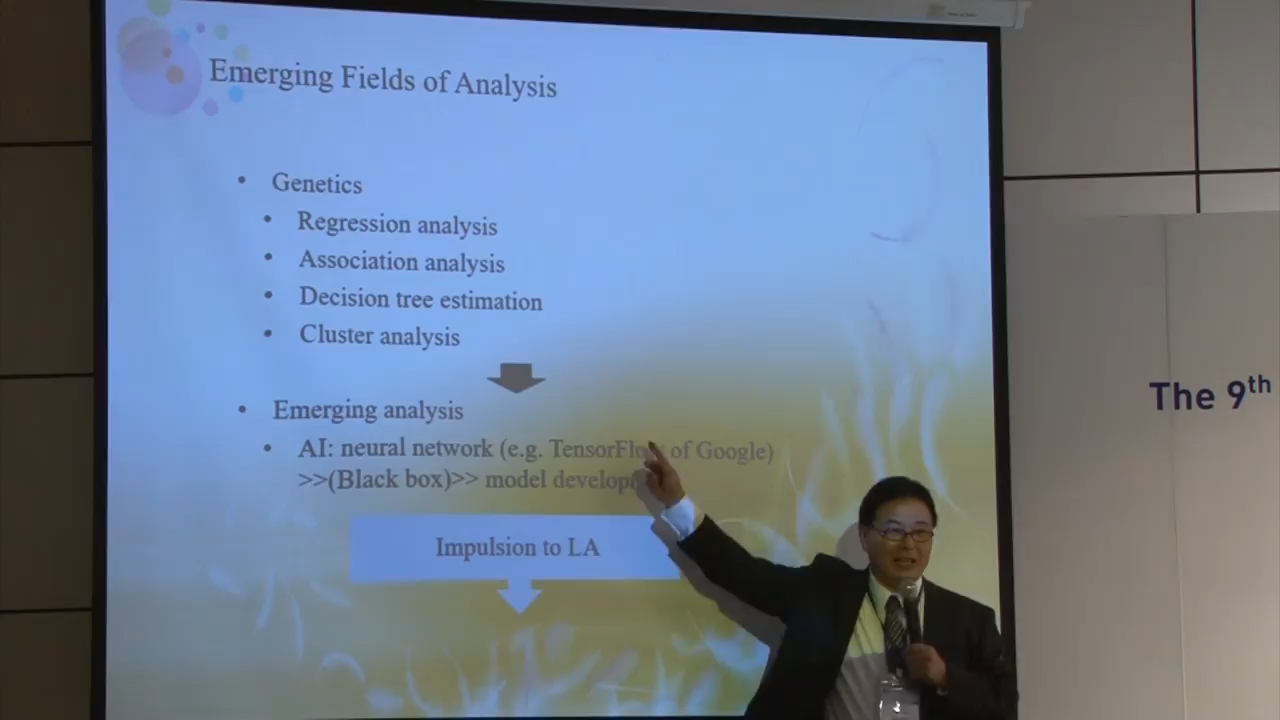 Emerging Fields of Analysis
• Genetics
• Regression analysis
• Association analysis
• Decision tree estimation
• Cluster analysis
• Emerging analysis
• AI: neural network (e.g. TensorFlow of Google)
>>(Black box)>> model develop
Impulsion to LA
The 9th